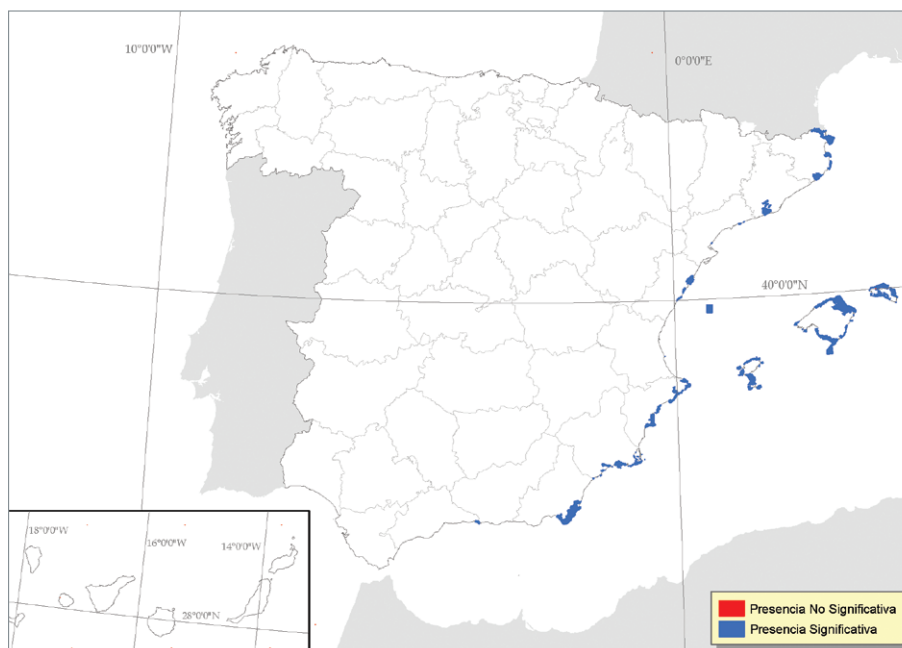 10°0'0"W
0°0'0"E
40°0'0"N
18°0'0"W
16°0'0"W
14°0'0"W
28°0'0"N
Presencia No Significativa
Presencia Significativa